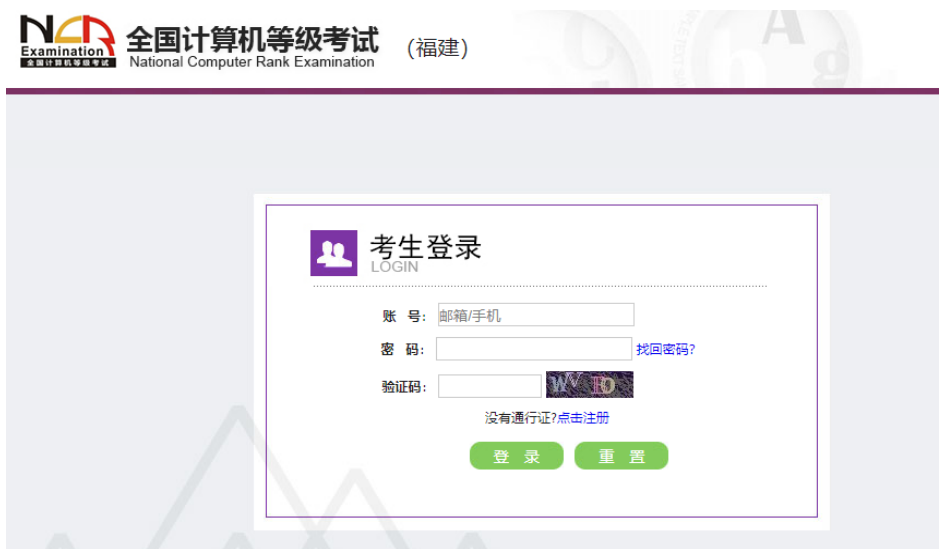 NCR
Examination
全国计算机等级考试
全国计算机等级考试
National Computer Rank Examination
(福建)
考生登录
LOGIN
账 号: 邮箱/手机
密 码: 找回密码?
验证码:
没有通行证?点击注册
登 录 重 置